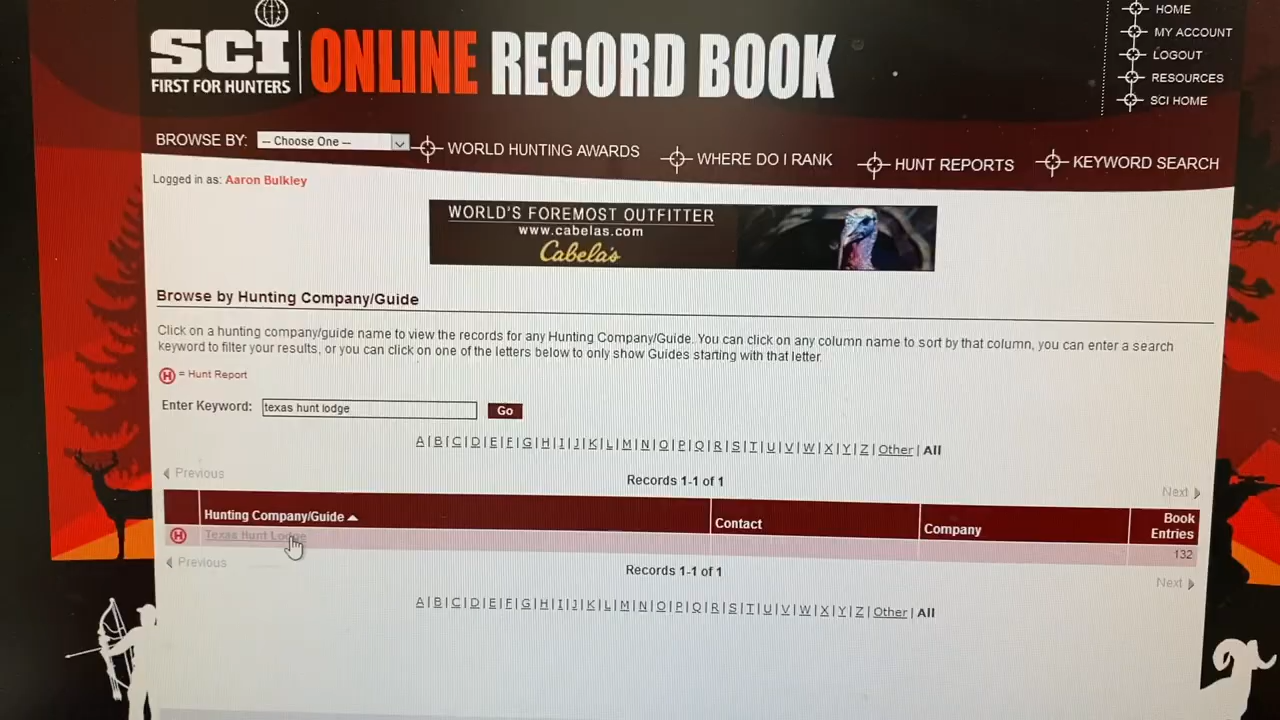 SCI
FIRST FOR HUNTERS
ONLINE RECORD BOOK
HOME
MY ACCOUNT
LOGOUT
RESOURCES
SCI HOME
BROWSE BY: -- Choose One --
WORLD HUNTING AWARDS
WHERE DO I RANK
HUNT REPORTS
KEYWORD SEARCH
Logged in as: Aaron Bulkley
WORLD'S FOREMOST OUTFITTER
www.cabelas.com
Cabela's
Browse by Hunting Company/Guide
Click on a hunting company/guide name to view the records for any Hunting Company/Guide. You can click on any column name to sort by that column, you can enter a search
keyword to filter your results, or you can click on one of the letters below to only show Guides starting with that letter.
H = Hunt Report
Enter Keyword: texas hunt lodge Go
A | B | C | D | E | F | G | H | I | J | K | L | M | N | O | P | Q | R | S | T | U | V | W | X | Y | Z | Other | All
Previous
Records 1-1 of 1
Next
Hunting Company/Guide Contact Company Book Entries
H Texas Hunt Lodge 132
Previous
Records 1-1 of 1
Next
A | B | C | D | E | F | G | H | I | J | K | L | M | N | O | P | Q | R | S | T | U | V | W | X | Y | Z | Other | All